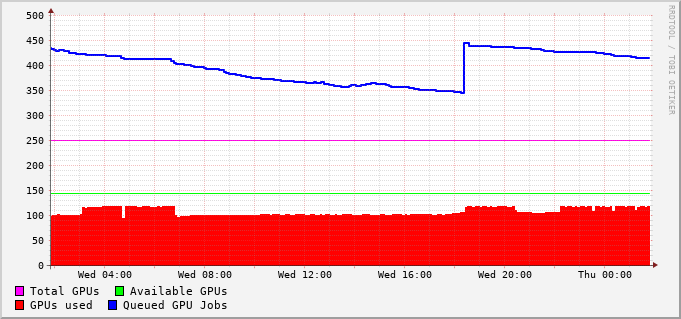 500
450
400
350
300
250
200
150
100
50
0
Wed 04:00 Wed 08:00 Wed 12:00 Wed 16:00 Wed 20:00 Thu 00:00
Total GPUs Available GPUs
GPUs used Queued GPU Jobs
RRDTOOL / TOBI OETIKER